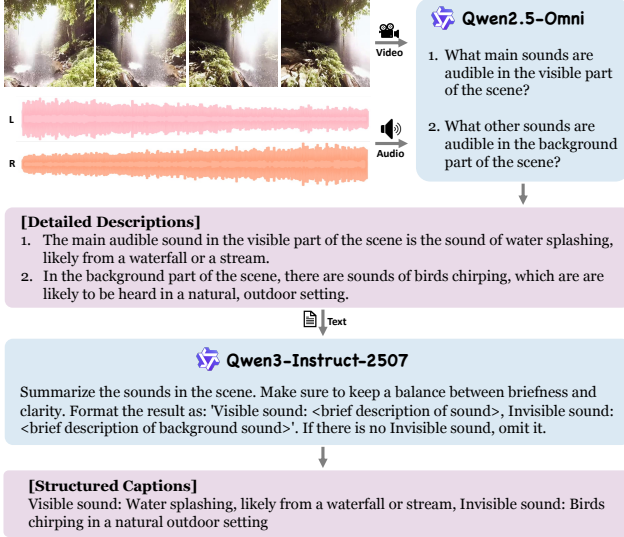 Video
L
R
Audio
Qwen2.5-Omni
1. What main sounds are
audible in the visible part
of the scene?
2. What other sounds are
audible in the background
part of the scene?
[Detailed Descriptions]
1. The main audible sound in the visible part of the scene is the sound of water splashing,
likely from a waterfall or a stream.
2. In the background part of the scene, there are sounds of birds chirping, which are are
likely to be heard in a natural, outdoor setting.
Text
Qwen3-Instruct-2507
Summarize the sounds in the scene. Make sure to keep a balance between briefness and
clarity. Format the result as: 'Visible sound: <brief description of sound>, Invisible sound:
<brief description of background sound>'. If there is no Invisible sound, omit it.
[Structured Captions]
Visible sound: Water splashing, likely from a waterfall or stream, Invisible sound: Birds
chirping in a natural outdoor setting